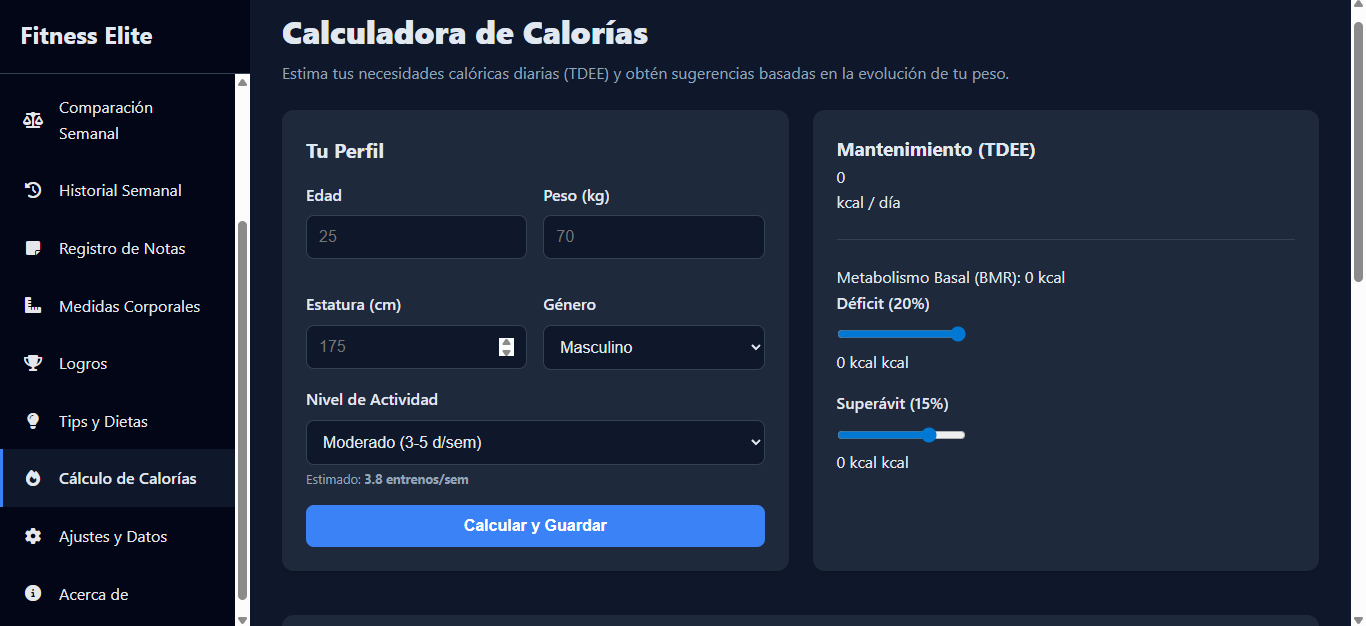 Fitness Elite
Comparación
Semanal
Historial Semanal
Registro de Notas
Medidas Corporales
Logros
Tips y Dietas
Cálculo de Calorías
Ajustes y Datos
Acerca de
Calculadora de Calorías
Estima tus necesidades calóricas diarias (TDEE) y obtén sugerencias basadas en la evolución de tu peso.
Tu Perfil
Edad
Peso (kg)
25
70
Estatura (cm)
Género
175
Masculino
Nivel de Actividad
Moderado (3-5 d/sem)
Estimado: 3.8 entrenos/sem
Calcular y Guardar
Mantenimiento (TDEE)
0
kcal / día
Metabolismo Basal (BMR): 0 kcal
Déficit (20%)
0 kcal kcal
Superávit (15%)
0 kcal kcal